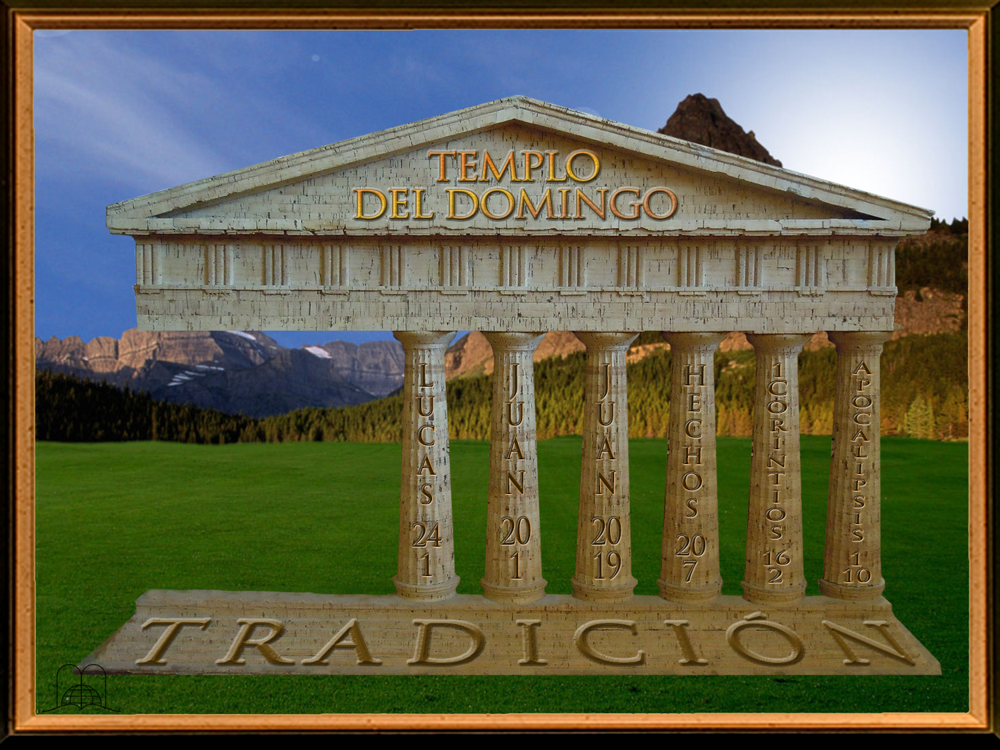 TEMPLO
DEL DOMINGO
LUCAS 24 1
JUAN 20 1
JUAN 20 19
HECHOS 20 7
1CORINTIOS 16 2
APOCALIPSIS 1 10
TRADICIÓN